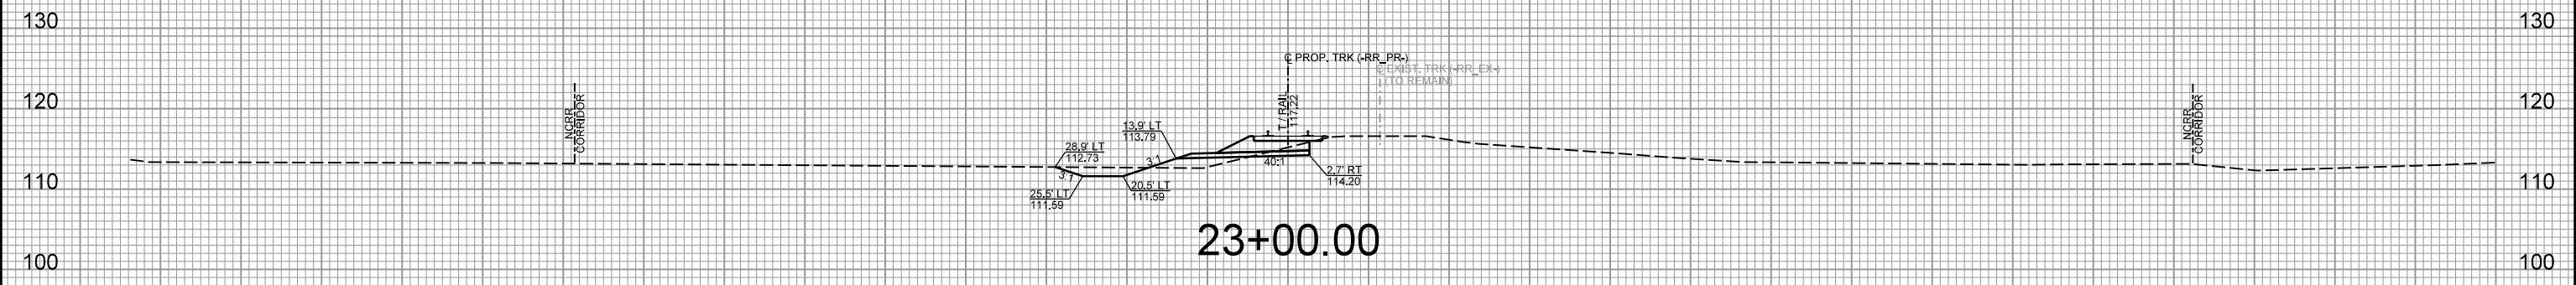 130
130
℄ PROP. TRK (-RR_PR-)
℄ EXIST. TRK (-RR_EX-)
(TO REMAIN)
120
120
NCRR
CORRIDOR
T / RAIL
117.22
NCRR
CORRIDOR
13.9' LT
113.79
28.9' LT
112.73
3:1
3:1
40:1
2.7' RT
114.20
110
110
25.5' LT
111.59
20.5' LT
111.59
23+00.00
100
100